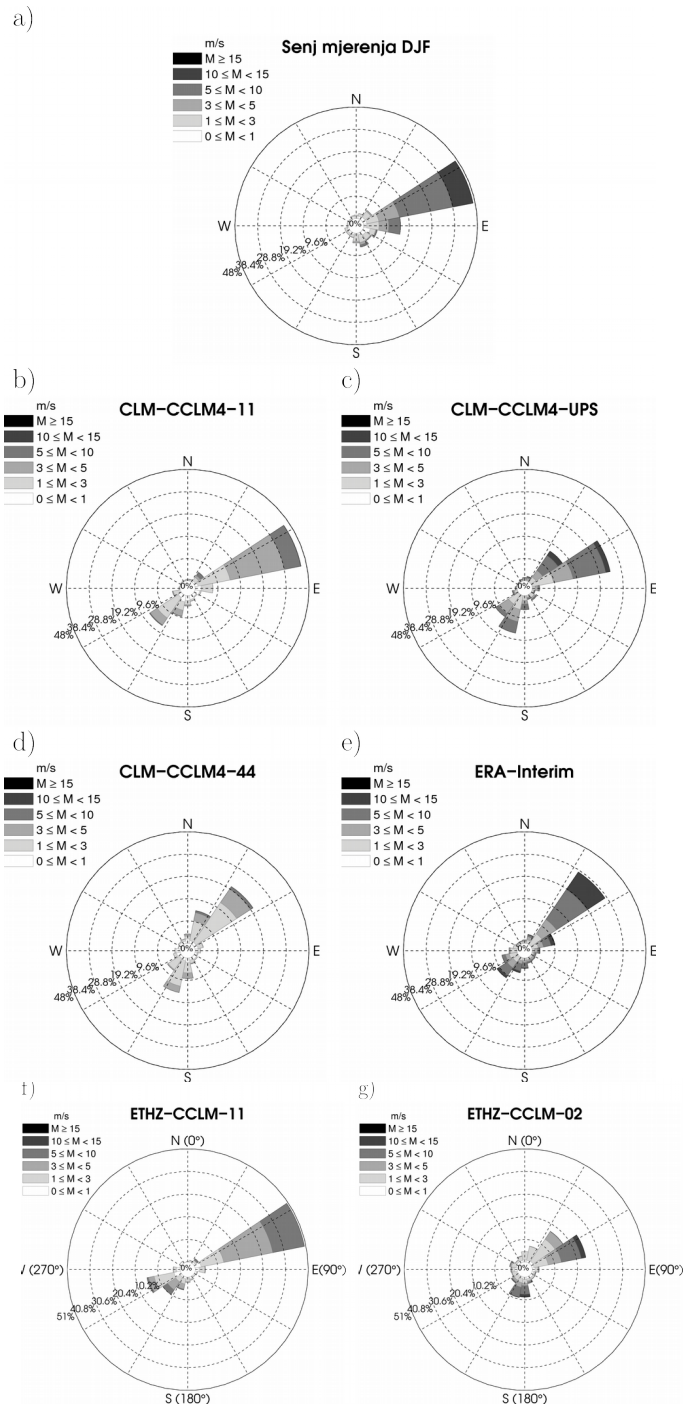 a)
Senj mjerenja DJF
m/s
M ≥ 15
10 ≤ M < 15
5 ≤ M < 10
3 ≤ M < 5
1 ≤ M < 3
0 ≤ M < 1
N
W
0%
E
9.6%
19.2%
28.8%
38.4%
48%
S
b)
CLM−CCLM4−11
m/s
M ≥ 15
10 ≤ M < 15
5 ≤ M < 10
3 ≤ M < 5
1 ≤ M < 3
0 ≤ M < 1
N
W
0%
E
9.6%
19.2%
28.8%
38.4%
48%
S
c)
CLM−CCLM4−UPS
m/s
M ≥ 15
10 ≤ M < 15
5 ≤ M < 10
3 ≤ M < 5
1 ≤ M < 3
0 ≤ M < 1
N
W
0%
E
9.6%
19.2%
28.8%
38.4%
48%
S
d)
CLM−CCLM4−44
m/s
M ≥ 15
10 ≤ M < 15
5 ≤ M < 10
3 ≤ M < 5
1 ≤ M < 3
0 ≤ M < 1
N
W
0%
E
9.6%
19.2%
28.8%
38.4%
48%
S
e)
ERA−Interim
m/s
M ≥ 15
10 ≤ M < 15
5 ≤ M < 10
3 ≤ M < 5
1 ≤ M < 3
0 ≤ M < 1
N
W
0%
E
9.6%
19.2%
28.8%
38.4%
48%
S
f)
ETHZ−CCLM−11
m/s
M ≥ 15
10 ≤ M < 15
5 ≤ M < 10
3 ≤ M < 5
1 ≤ M < 3
0 ≤ M < 1
N (0°)
(270°)
0%
E(90°)
10.2%
20.4%
30.6%
40.8%
51%
S (180°)
g)
ETHZ−CCLM−02
m/s
M ≥ 15
10 ≤ M < 15
5 ≤ M < 10
3 ≤ M < 5
1 ≤ M < 3
0 ≤ M < 1
N (0°)
(270°)
0%
E(90°)
10.2%
20.4%
30.6%
40.8%
51%
S (180°)